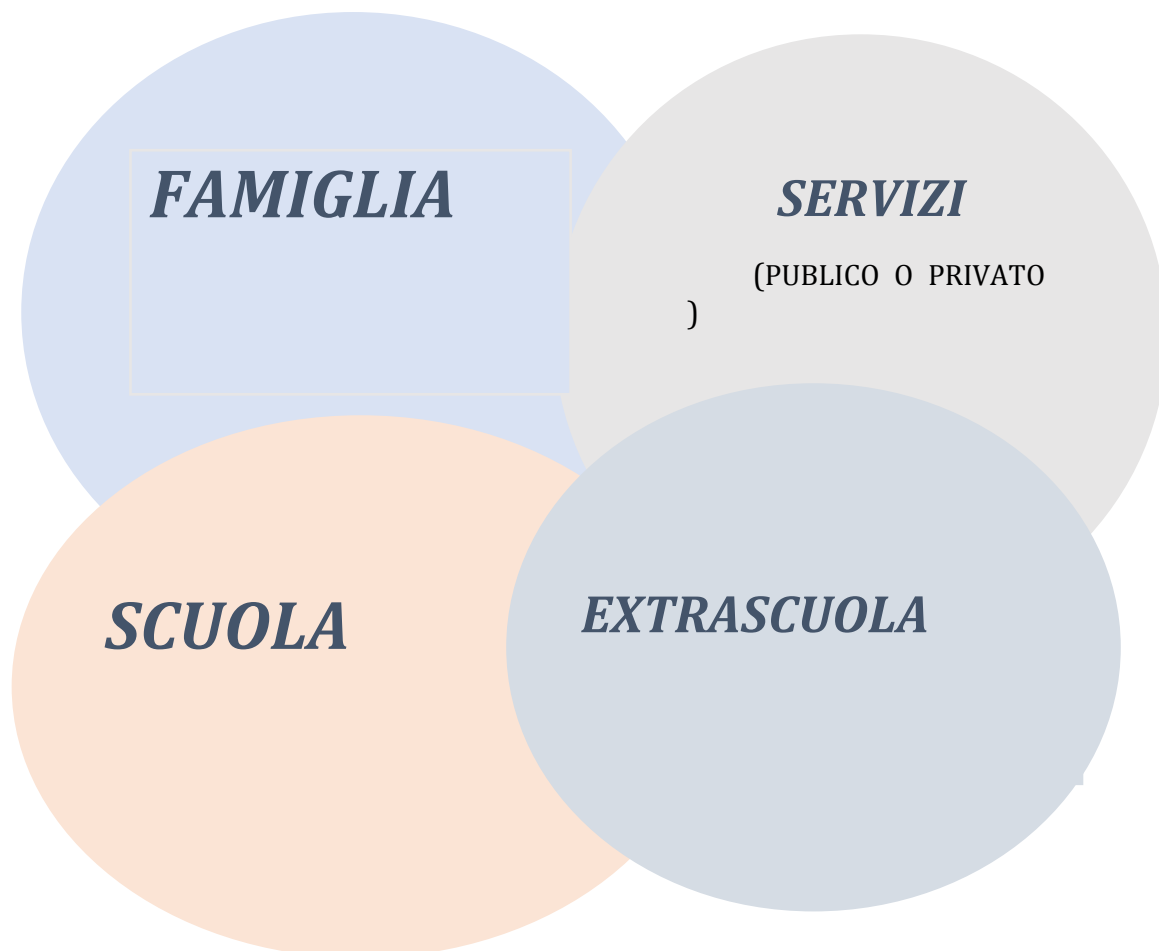 FAMIGLIA
SERVIZI
(PUBLICO O PRIVATO
)
SCUOLA
EXTRASCUOLA